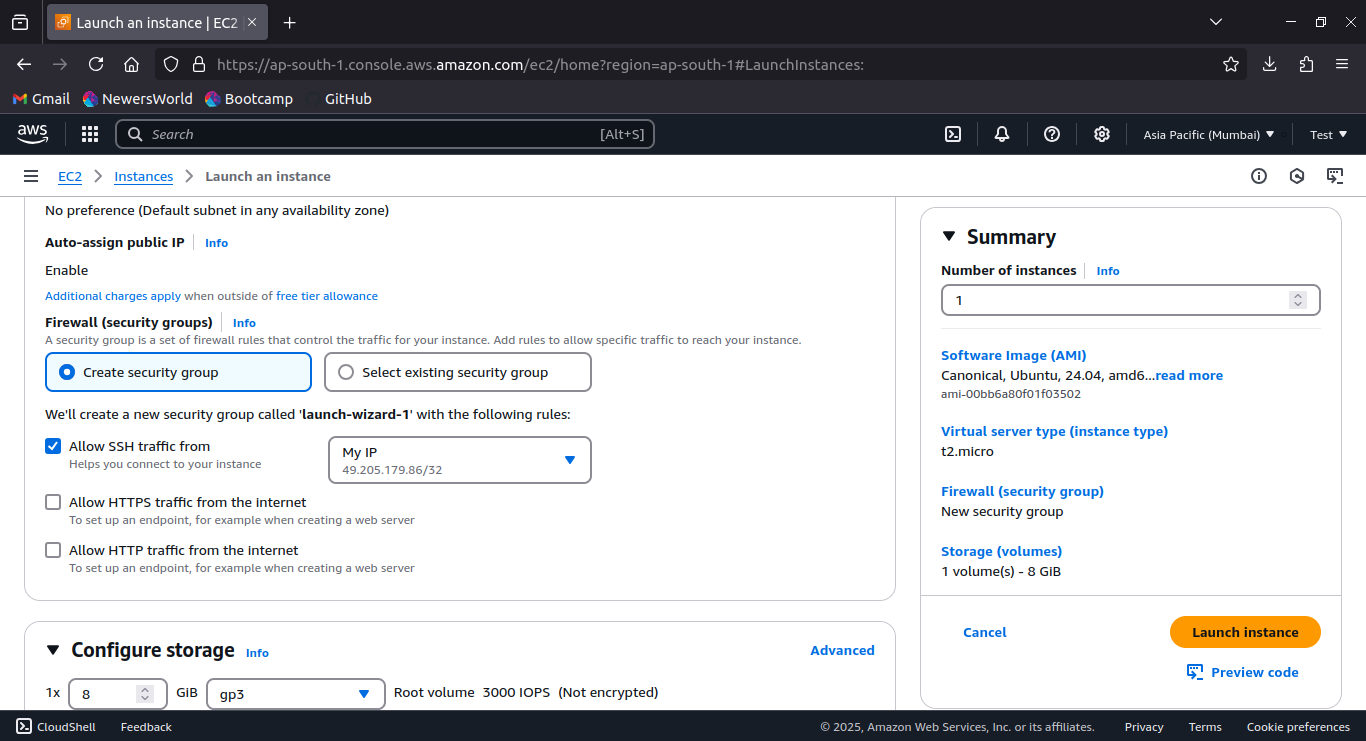 Launch an instance | EC2
https://ap-south-1.console.aws.amazon.com/ec2/home?region=ap-south-1#LaunchInstances:
Gmail NewersWorld Bootcamp GitHub
aws Search [Alt+S] Asia Pacific (Mumbai) Test
EC2 Instances Launch an instance
No preference (Default subnet in any availability zone)
Auto-assign public IP Info
Enable
Additional charges apply when outside of free tier allowance
Firewall (security groups) Info
A security group is a set of firewall rules that control the traffic for your instance. Add rules to allow specific traffic to reach your instance.
Create security group Select existing security group
We'll create a new security group called 'launch-wizard-1' with the following rules:
Allow SSH traffic from
Helps you connect to your instance
My IP
49.205.179.86/32
Allow HTTPS traffic from the internet
To set up an endpoint, for example when creating a web server
Allow HTTP traffic from the internet
To set up an endpoint, for example when creating a web server
Configure storage Info Advanced
1x 8 GiB gp3 Root volume 3000 IOPS (Not encrypted)
Summary
Number of instances Info
1
Software Image (AMI)
Canonical, Ubuntu, 24.04, amd6...read more
ami-00bb6a80f01f03502
Virtual server type (instance type)
t2.micro
Firewall (security group)
New security group
Storage (volumes)
1 volume(s) - 8 GiB
Cancel Launch instance
Preview code
CloudShell Feedback © 2025, Amazon Web Services, Inc. or its affiliates. Privacy Terms Cookie preferences